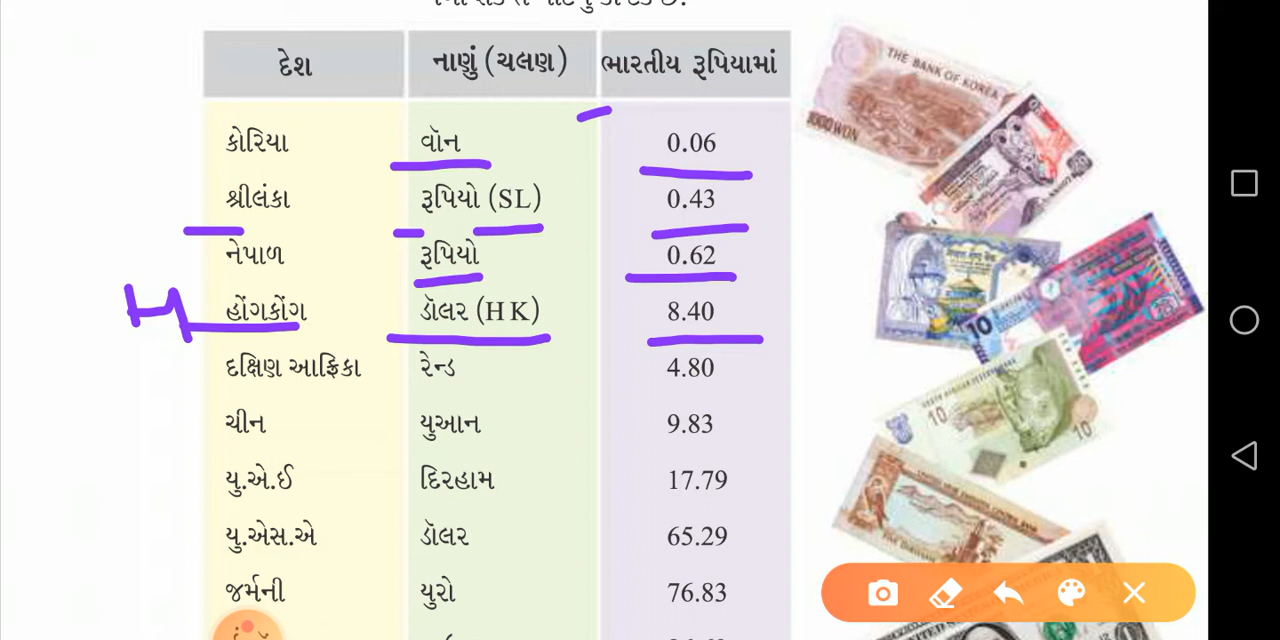 દેશ નાણું (ચલણ) ભારતીય રૂપિયામાં
કોરિયા વૉન 0.06
શ્રીલંકા રૂપિયો (SL) 0.43
નેપાળ રૂપિયો 0.62
હોંગકોંગ ડૉલર (HK) 8.40
દક્ષિણ આફ્રિકા રેન્ડ 4.80
ચીન યુઆન 9.83
યુ.એ.ઈ દિરહામ 17.79
યુ.એસ.એ ડૉલર 65.29
જર્મની યુરો 76.83
THE BANK OF KOREA
1000 WON
10
10
10